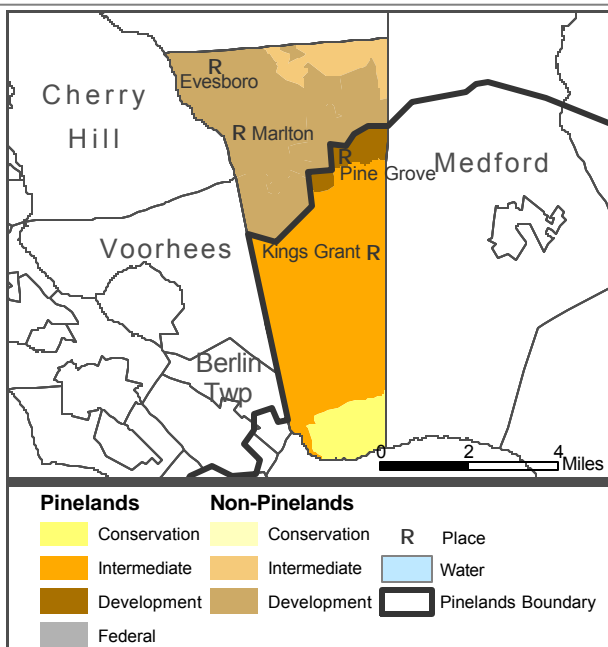 R
Evesboro
Cherry
Hill
R Marlton
R
Pine Grove
Medford
Voorhees
Kings Grant R
Berlin
Twp
0 2 4
Miles
Pinelands Non-Pinelands
Conservation Conservation R Place
Intermediate Intermediate Water
Development Development Pinelands Boundary
Federal